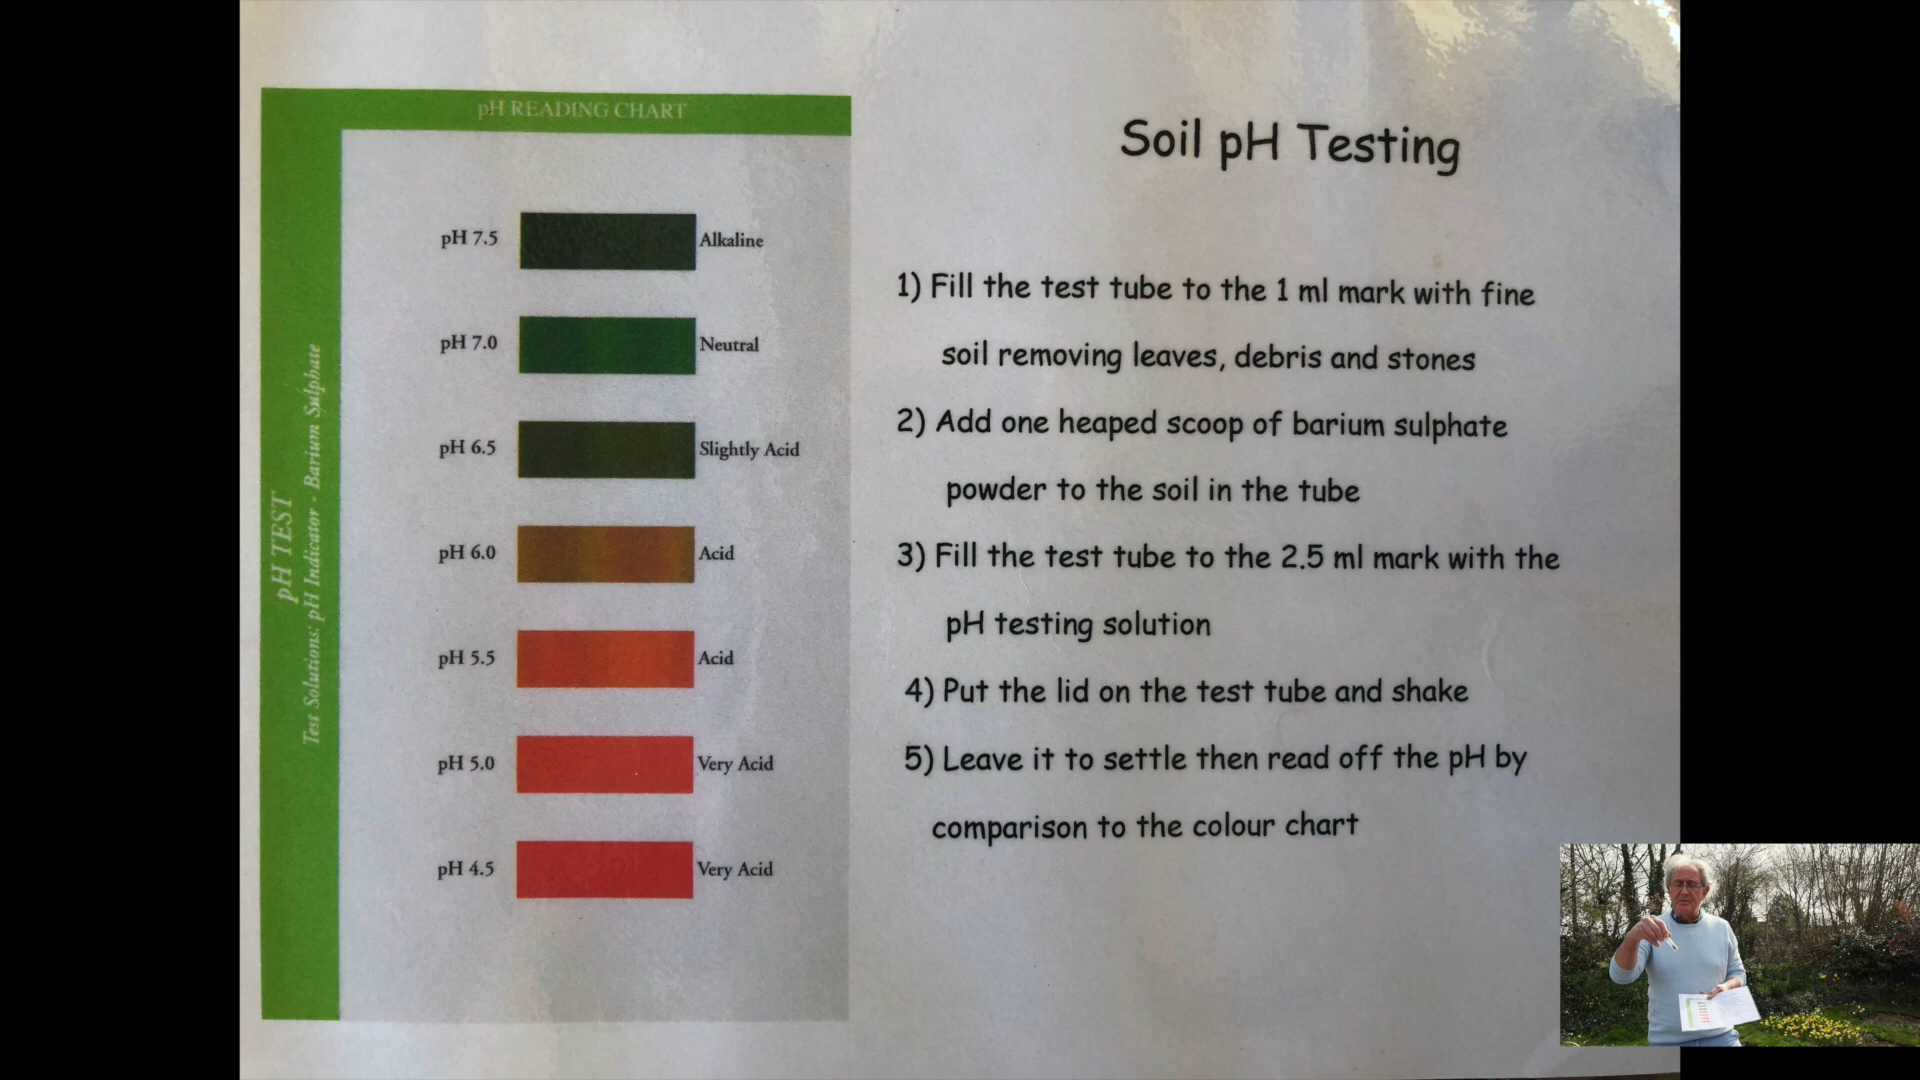 pH READING CHART
pH TEST
Test Solutions: pH Indicator - Barium Sulphate
pH 7.5 Alkaline
pH 7.0 Neutral
pH 6.5 Slightly Acid
pH 6.0 Acid
pH 5.5 Acid
pH 5.0 Very Acid
pH 4.5 Very Acid
Soil pH Testing
1) Fill the test tube to the 1 ml mark with fine
soil removing leaves, debris and stones
2) Add one heaped scoop of barium sulphate
powder to the soil in the tube
3) Fill the test tube to the 2.5 ml mark with the
pH testing solution
4) Put the lid on the test tube and shake
5) Leave it to settle then read off the pH by
comparison to the colour chart